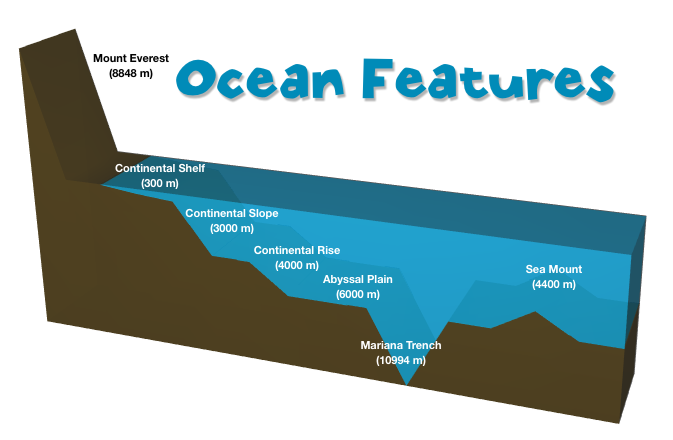 Mount Everest
(8848 m)
Ocean Features
Continental Shelf
(300 m)
Continental Slope
(3000 m)
Continental Rise
(4000 m)
Abyssal Plain
(6000 m)
Sea Mount
(4400 m)
Mariana Trench
(10994 m)